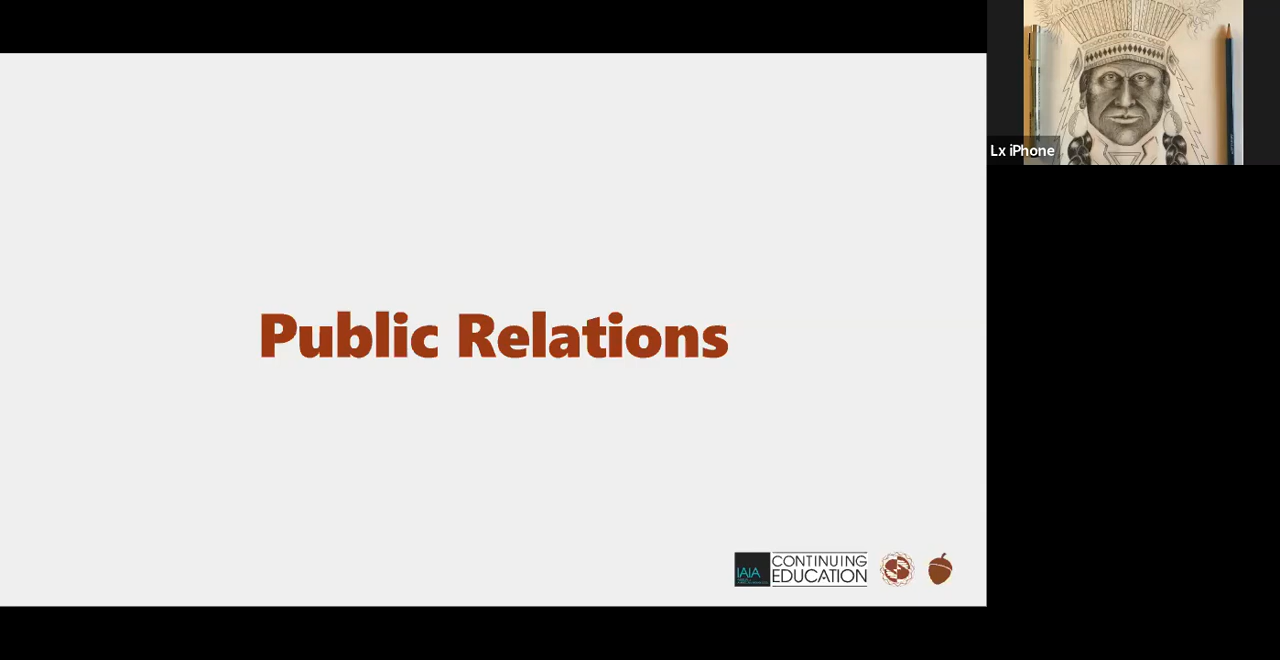 Lx iPhone
Public Relations
IAIA
CONTINUING
EDUCATION